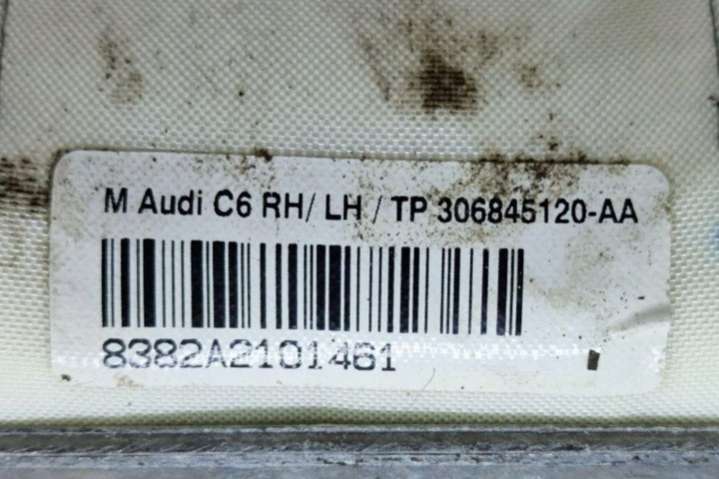 M Audi C6 RH/ LH / TP 306845120-AA
8382A2101461